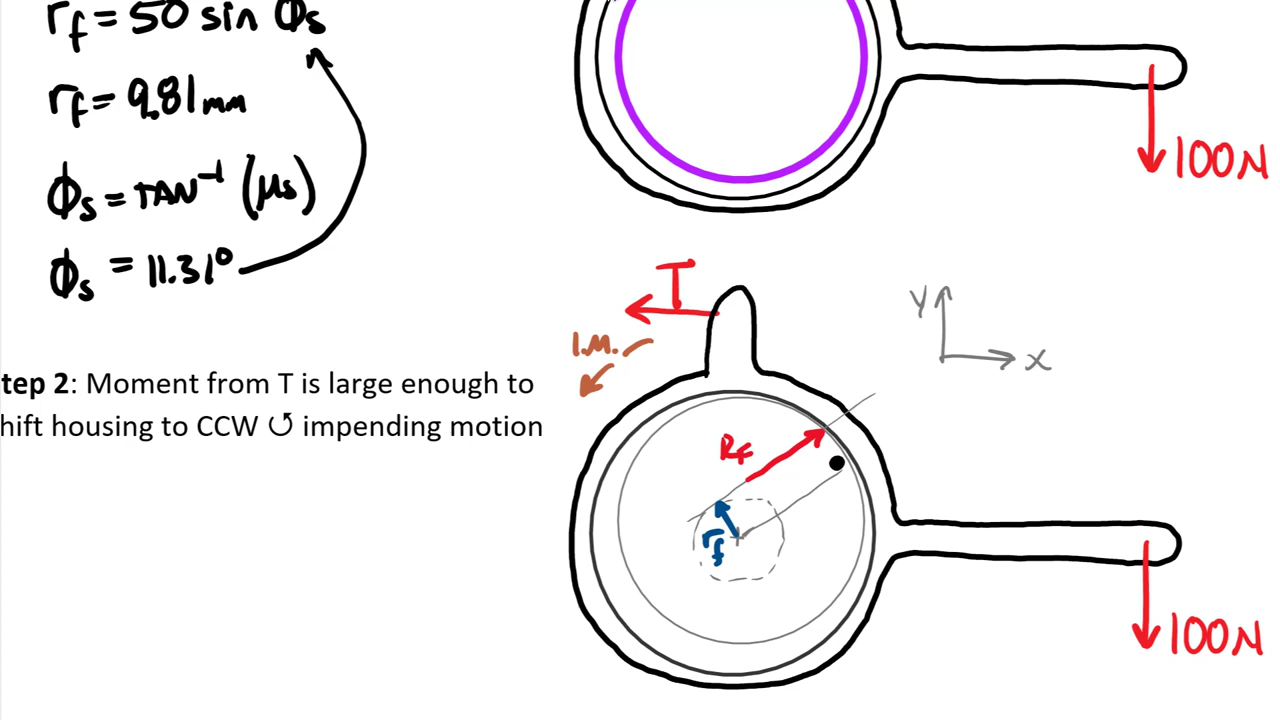 rf = 50 sin ϕs
rf = 9.81 mm
ϕs = TAN⁻¹ (μs)
ϕs = 11.31°
tep 2: Moment from T is large enough to
hift housing to CCW ↺ impending motion
100N
T
I.M.
Y
X
RF
rf
100N